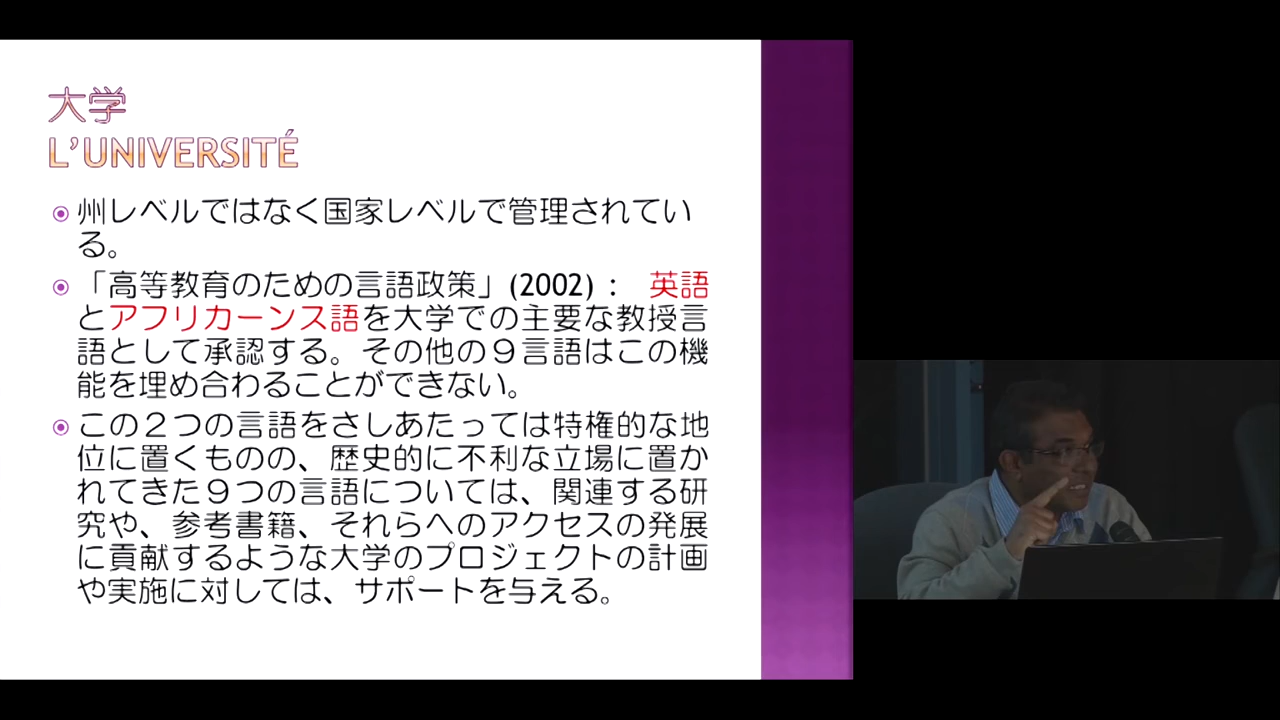 大学
L'UNIVERSITÉ
州レベルではなく国家レベルで管理されてい
る。
「高等教育のための言語政策」(2002)： 英語
とアフリカーンス語を大学での主要な教授言
語として承認する。その他の９言語はこの機
能を埋め合わることができない。
この２つの言語をさしあたっては特権的な地
位に置くものの、歴史的に不利な立場に置か
れてきた９つの言語については、関連する研
究や、参考書籍、それらへのアクセスの発展
に貢献するような大学のプロジェクトの計画
や実施に対しては、サポートを与える。